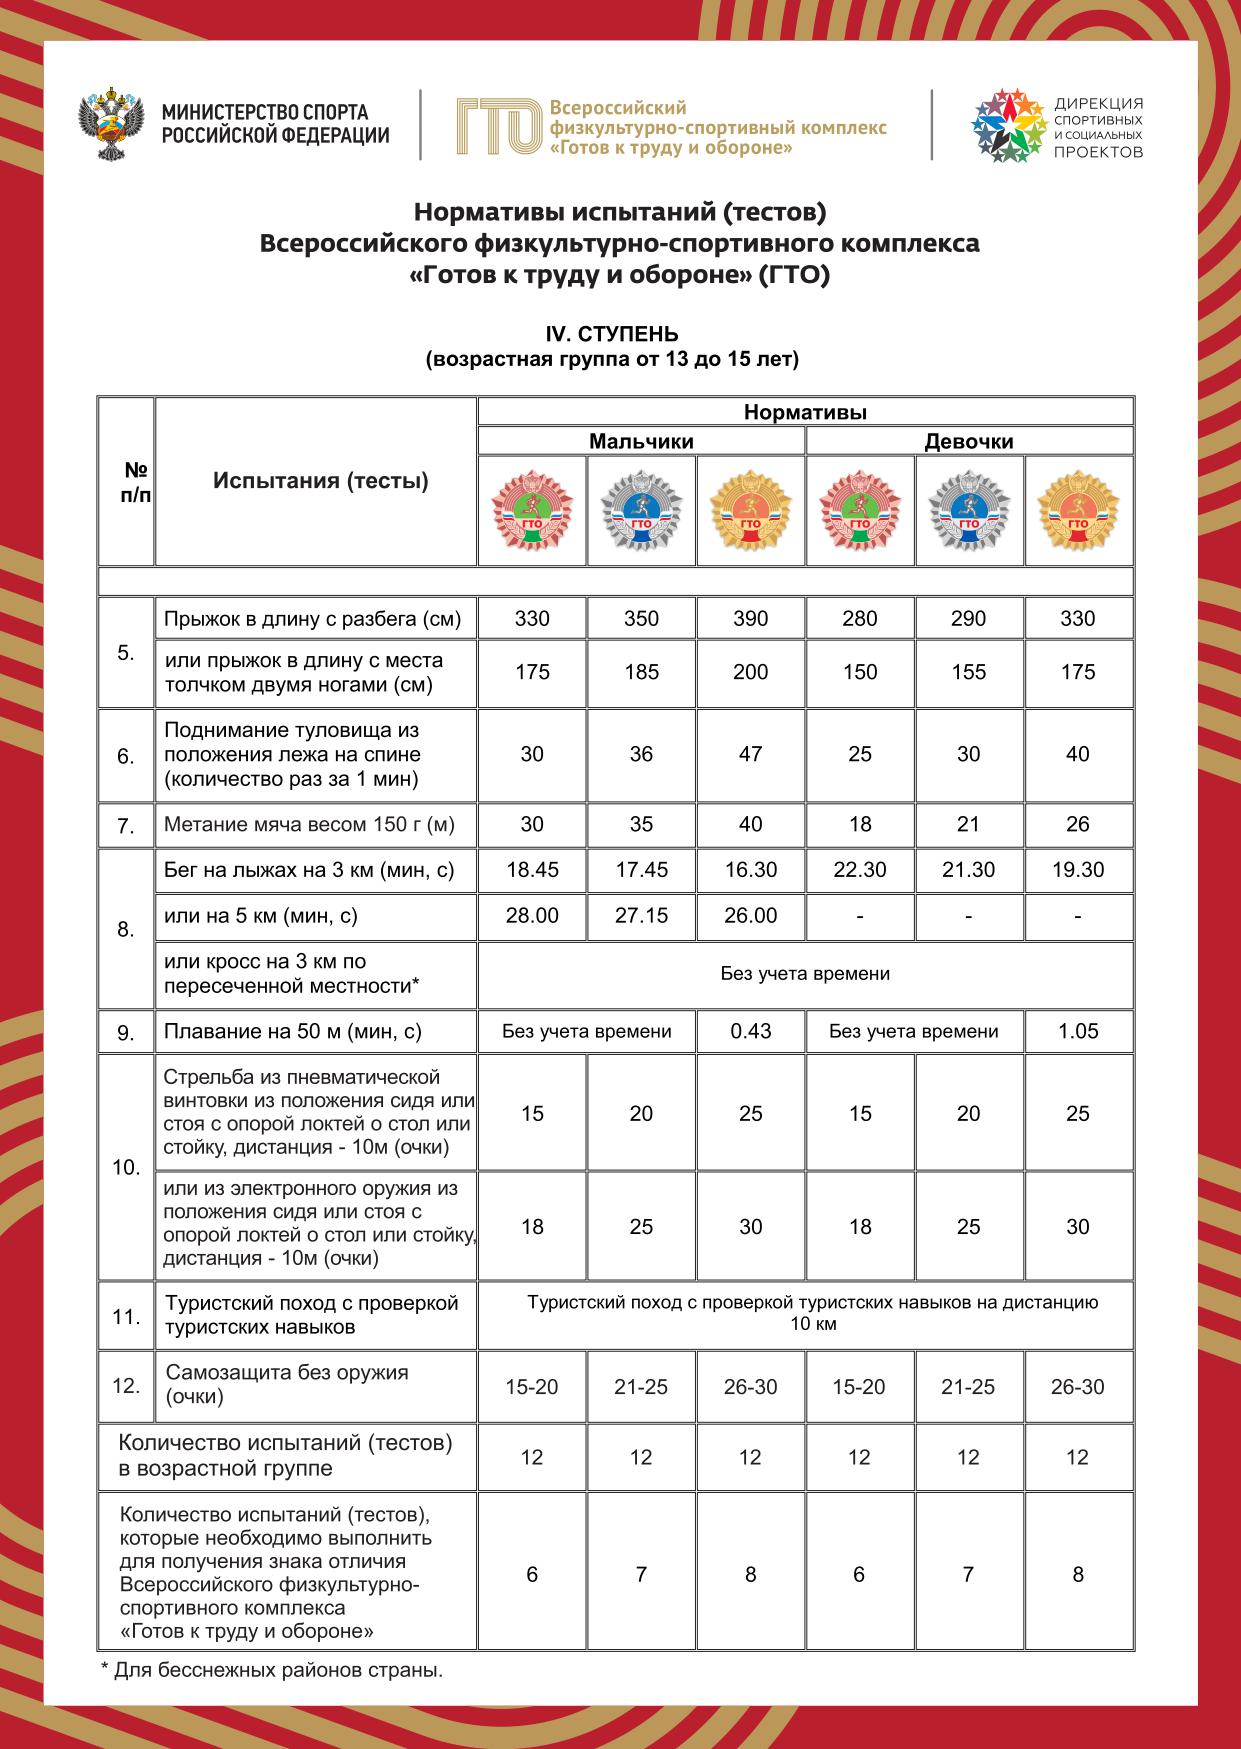 МИНИСТЕРСТВО СПОРТА
РОССИЙСКОЙ ФЕДЕРАЦИИ
ГТО
Всероссийский
физкультурно-спортивный комплекс
«Готов к труду и обороне»
ДИРЕКЦИЯ
СПОРТИВНЫХ
И СОЦИАЛЬНЫХ
ПРОЕКТОВ
Нормативы испытаний (тестов)
Всероссийского физкультурно-спортивного комплекса
«Готов к труду и обороне» (ГТО)
IV. СТУПЕНЬ
(возрастная группа от 13 до 15 лет)
№
п/п
Испытания (тесты)
Нормативы
Мальчики Девочки
ГТО ГТО ГТО ГТО ГТО ГТО
5.
Прыжок в длину с разбега (см) 330 350 390 280 290 330
или прыжок в длину с места
толчком двумя ногами (см)
175 185 200 150 155 175
6.
Поднимание туловища из
положения лежа на спине
(количество раз за 1 мин)
30 36 47 25 30 40
7. Метание мяча весом 150 г (м) 30 35 40 18 21 26
8.
Бег на лыжах на 3 км (мин, с) 18.45 17.45 16.30 22.30 21.30 19.30
или на 5 км (мин, с) 28.00 27.15 26.00 - - -
или кросс на 3 км по
пересеченной местности*
Без учета времени
9. Плавание на 50 м (мин, с) Без учета времени 0.43 Без учета времени 1.05
10.
Стрельба из пневматической
винтовки из положения сидя или
стоя с опорой локтей о стол или
стойку, дистанция - 10м (очки)
15 20 25 15 20 25
или из электронного оружия из
положения сидя или стоя с
опорой локтей о стол или стойку,
дистанция - 10м (очки)
18 25 30 18 25 30
11.
Туристский поход с проверкой
туристских навыков
Туристский поход с проверкой туристских навыков на дистанцию
10 км
12.
Самозащита без оружия
(очки)
15-20 21-25 26-30 15-20 21-25 26-30
Количество испытаний (тестов)
в возрастной группе
12 12 12 12 12 12
Количество испытаний (тестов),
которые необходимо выполнить
для получения знака отличия
Всероссийского физкультурно-
спортивного комплекса
«Готов к труду и обороне»
6 7 8 6 7 8
* Для бесснежных районов страны.